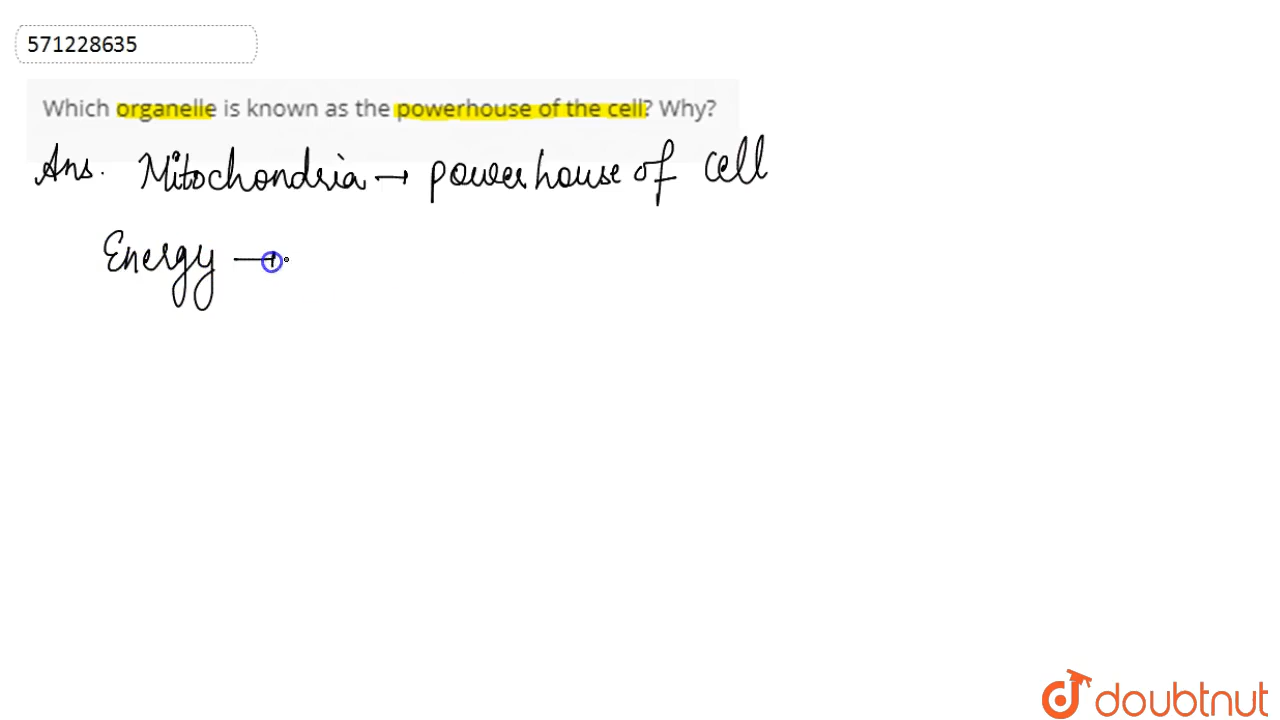 571228635
Which organelle is known as the powerhouse of the cell? Why?
Ans. Mitochondria → powerhouse of cell
Energy →
doubtnut